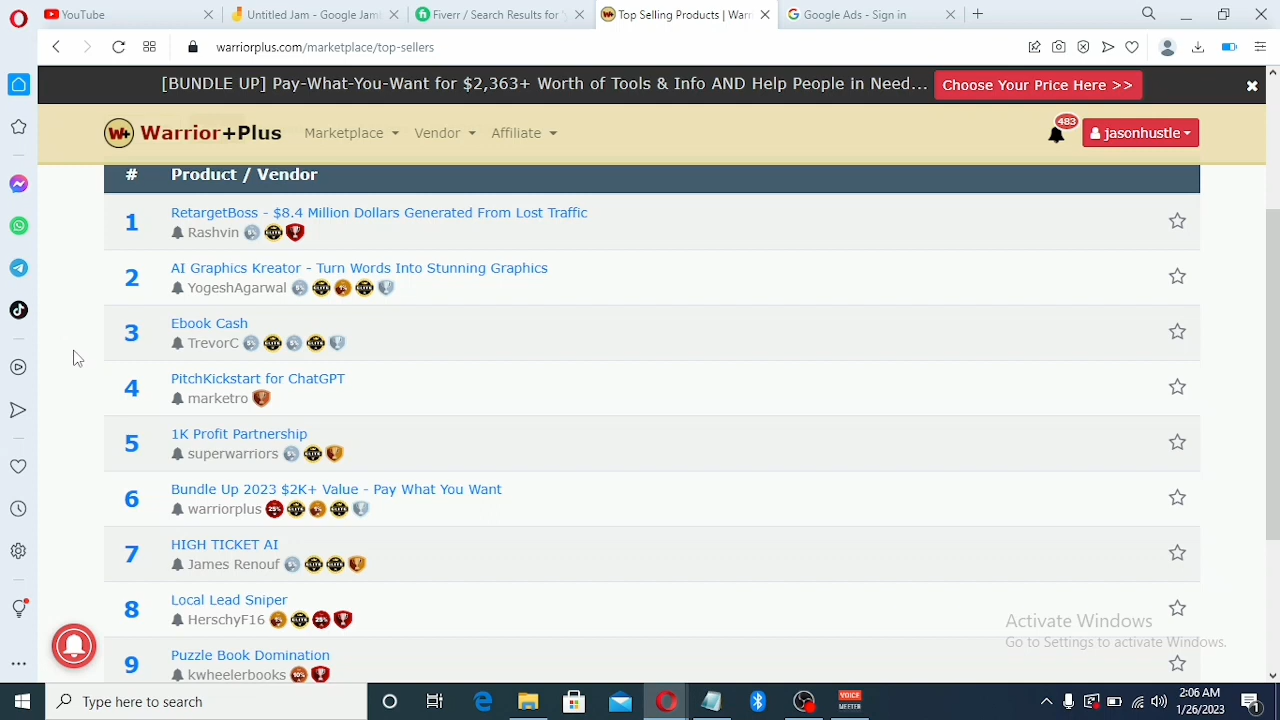 YouTube
Untitled Jam - Google Jam
Fiverr / Search Results for '
Top Selling Products | Warr
Google Ads - Sign in
warriorplus.com/marketplace/top-sellers
[BUNDLE UP] Pay-What-You-Want for $2,363+ Worth of Tools & Info AND Help People in Need...
Choose Your Price Here >>
W+ Warrior+Plus
Marketplace
Vendor
Affiliate
483
jasonhustle
# Product / Vendor
1 RetargetBoss - $8.4 Million Dollars Generated From Lost Traffic
Rashvin
2 AI Graphics Kreator - Turn Words Into Stunning Graphics
YogeshAgarwal
3 Ebook Cash
TrevorC
4 PitchKickstart for ChatGPT
marketro
5 1K Profit Partnership
superwarriors
6 Bundle Up 2023 $2K+ Value - Pay What You Want
warriorplus
7 HIGH TICKET AI
James Renouf
8 Local Lead Sniper
HerschyF16
9 Puzzle Book Domination
kwheelerbooks
Activate Windows
Go to Settings to activate Windows.
Type here to search
VOICE
MEETER
2:06 AM
1/26/2023
1